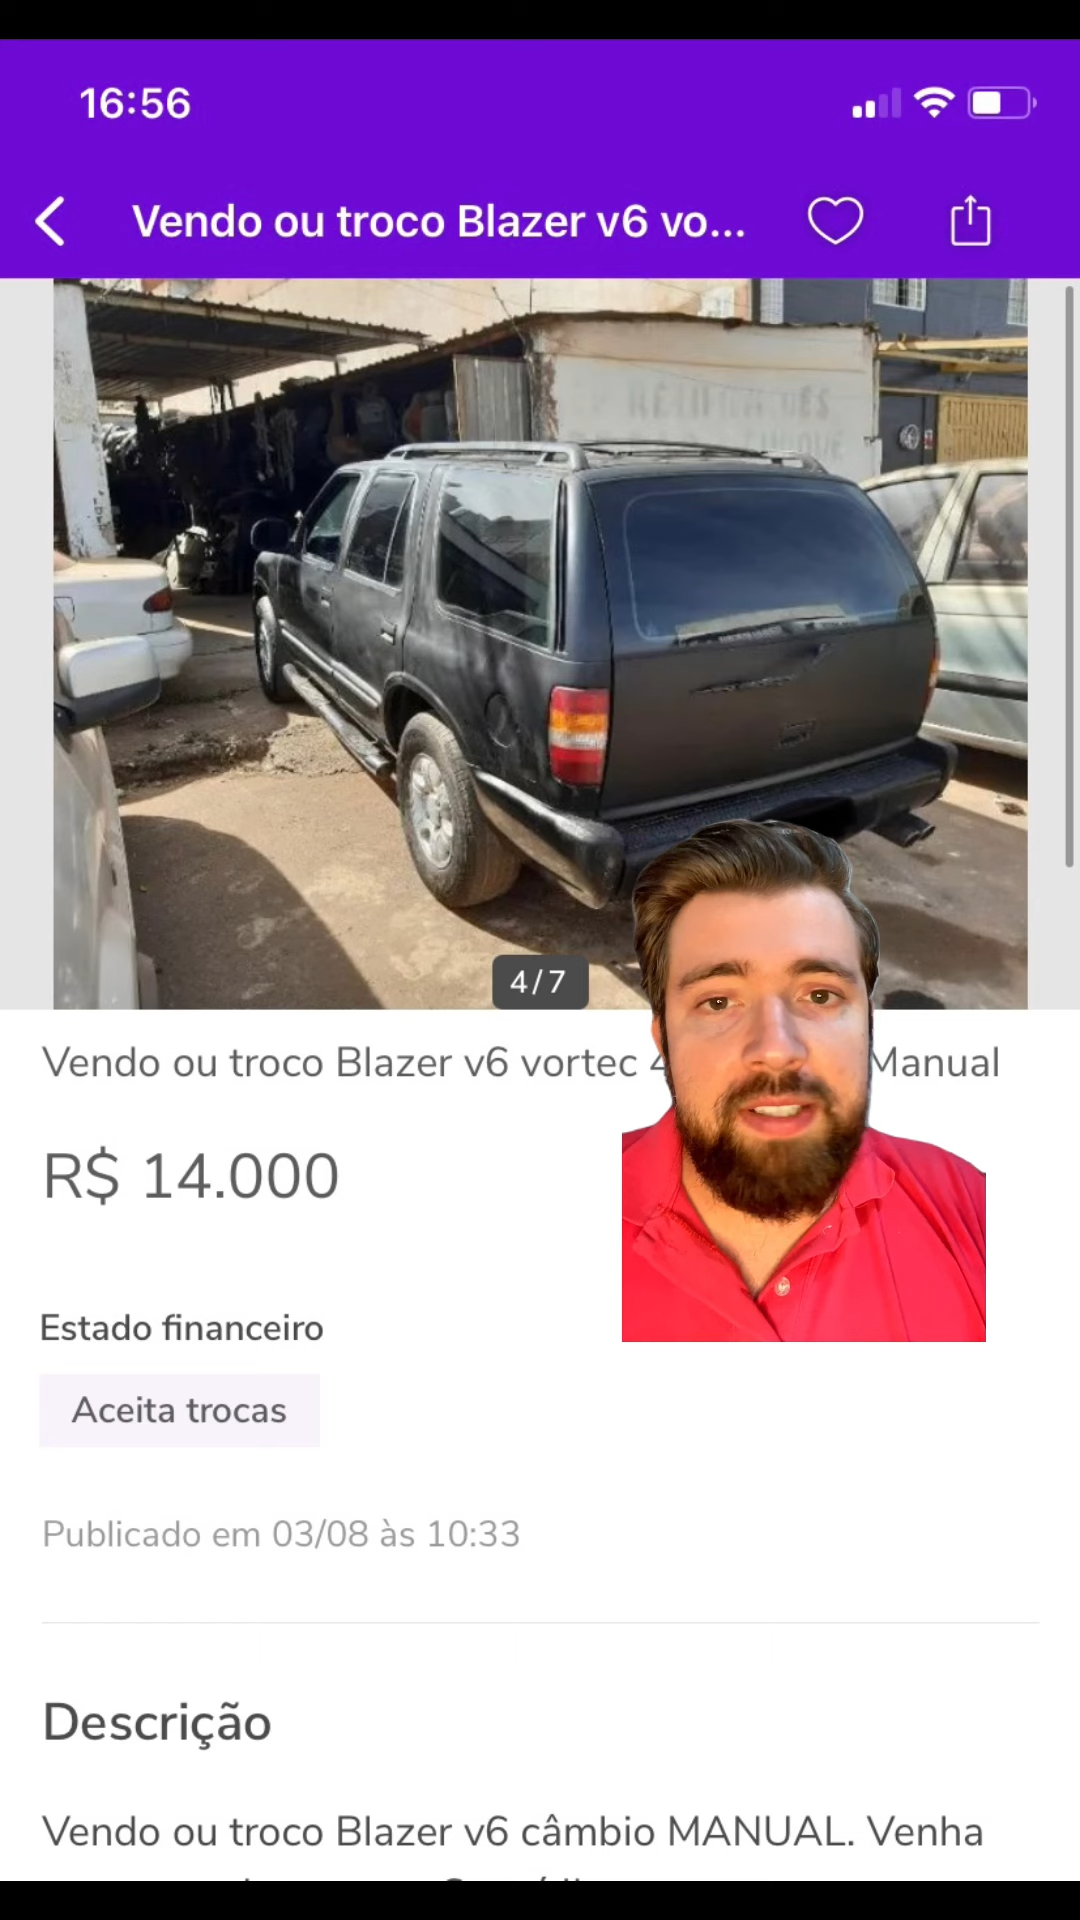 16:56
Vendo ou troco Blazer v6 vo...
4/7
Vendo ou troco Blazer v6 vortec Manual
R$ 14.000
Estado financeiro
Aceita trocas
Publicado em 03/08 às 10:33
Descrição
Vendo ou troco Blazer v6 câmbio MANUAL. Venha